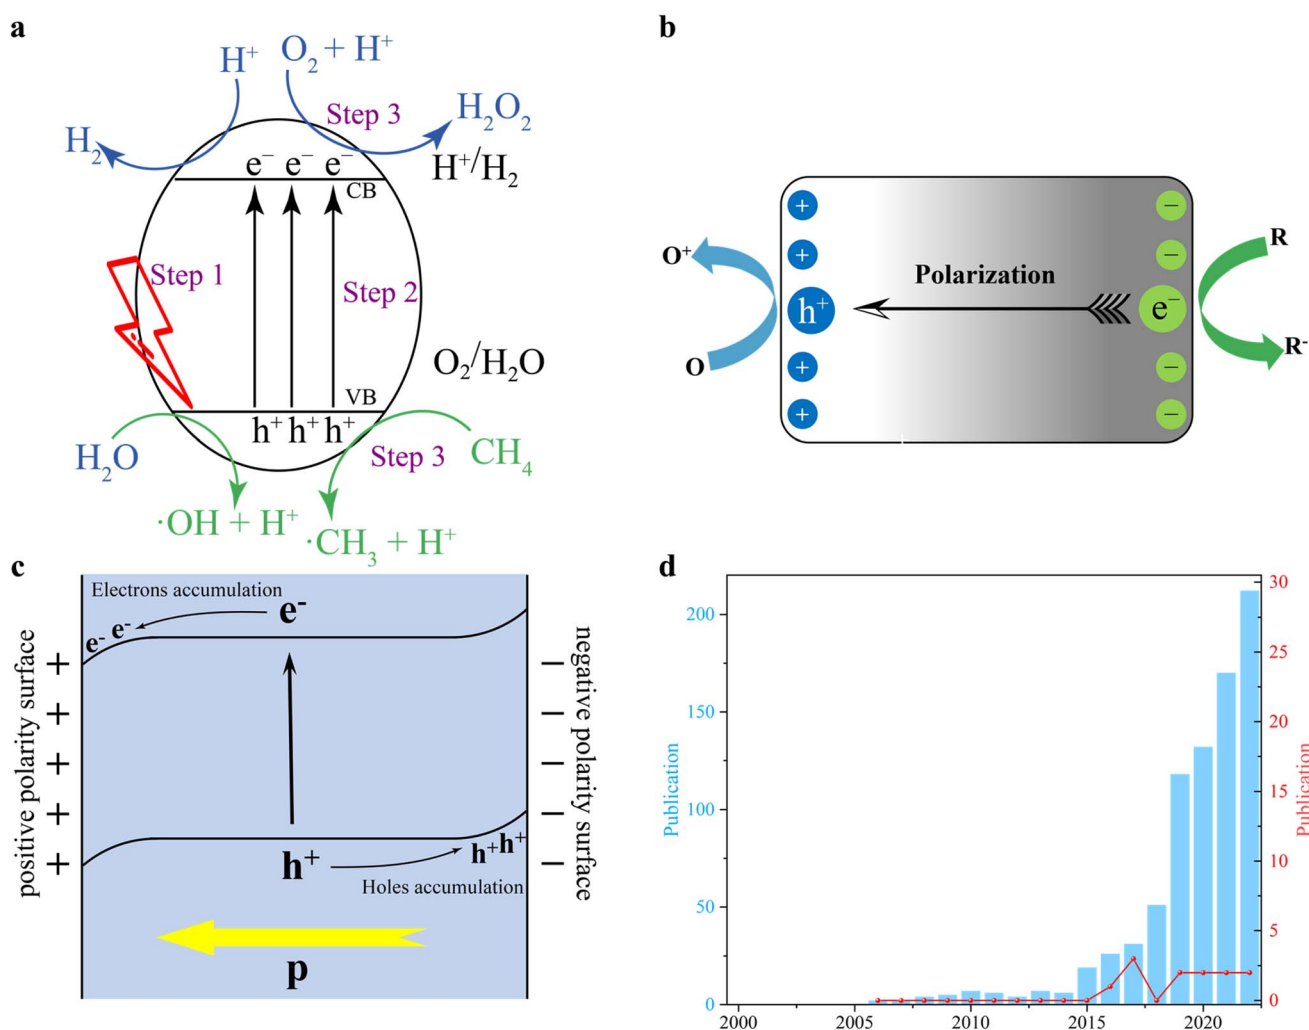 a
H⁺
O₂ + H⁺
Step 3
H₂
H₂O₂
e⁻ e⁻ e⁻
H⁺/H₂
CB
Step 1
Step 2
O₂/H₂O
VB
h⁺ h⁺ h⁺
H₂O
Step 3
CH₄
·OH + H⁺
·CH₃ + H⁺
b
+ −
+ −
O⁺
R
Polarization
h⁺
e⁻
O
R-
+ −
+ −
c
Electrons accumulation
e⁻
e⁻ e⁻
positive polarity surface
+ −
+ −
+ −
+ −
+ −
negative polarity surface
h⁺
h⁺h⁺
Holes accumulation
p
d
Publication
200
150
100
50
0
30
25
20
15
10
5
0
Publication
2000 2005 2010 2015 2020